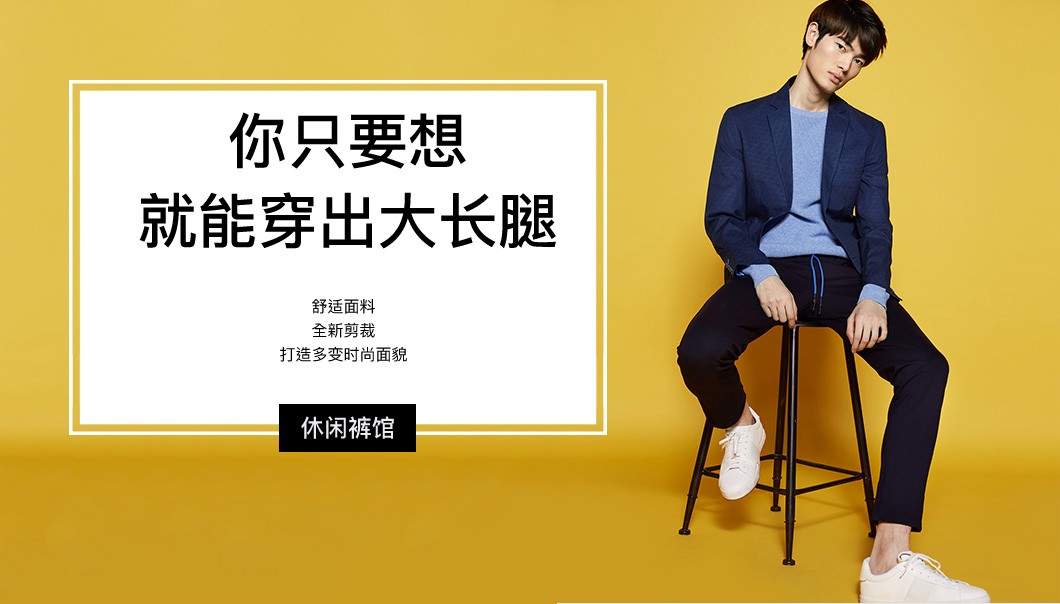 你只要想
就能穿出大长腿
舒适面料
全新剪裁
打造多变时尚面貌
休闲裤馆